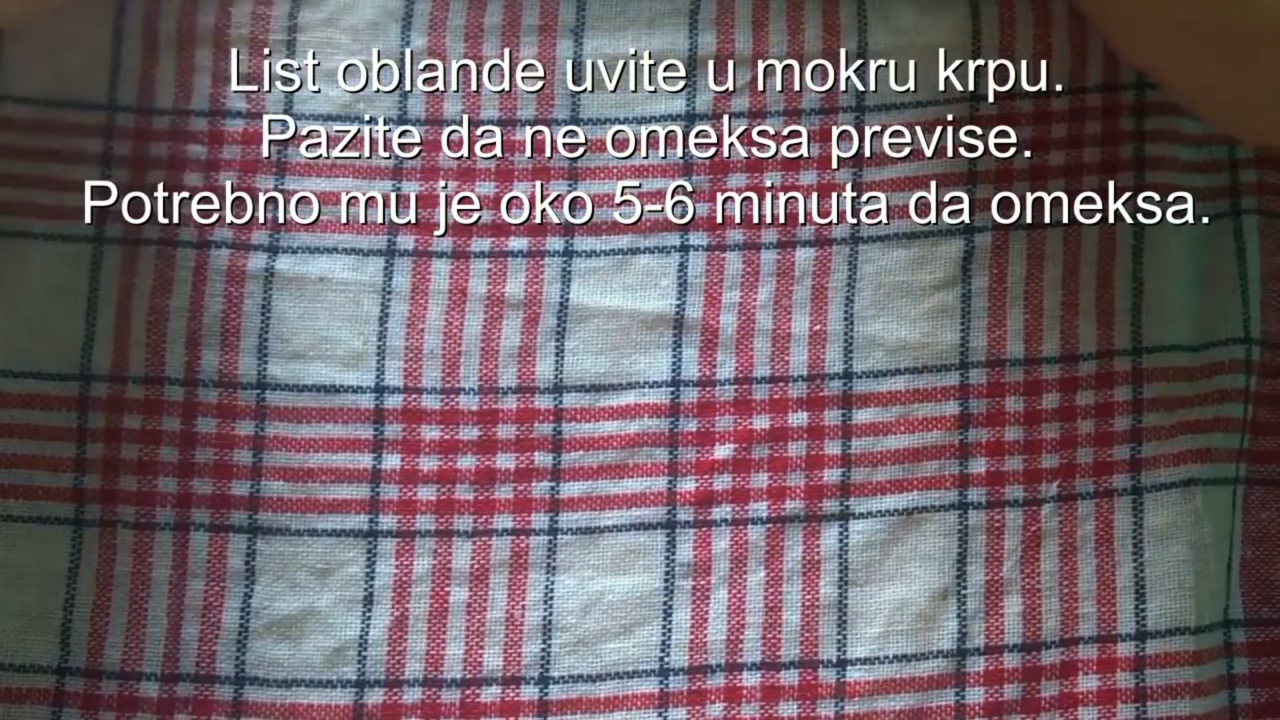 List oblande uvite u mokru krpu.
Pazite da ne omeksa previse.
Potrebno mu je oko 5-6 minuta da omeksa.